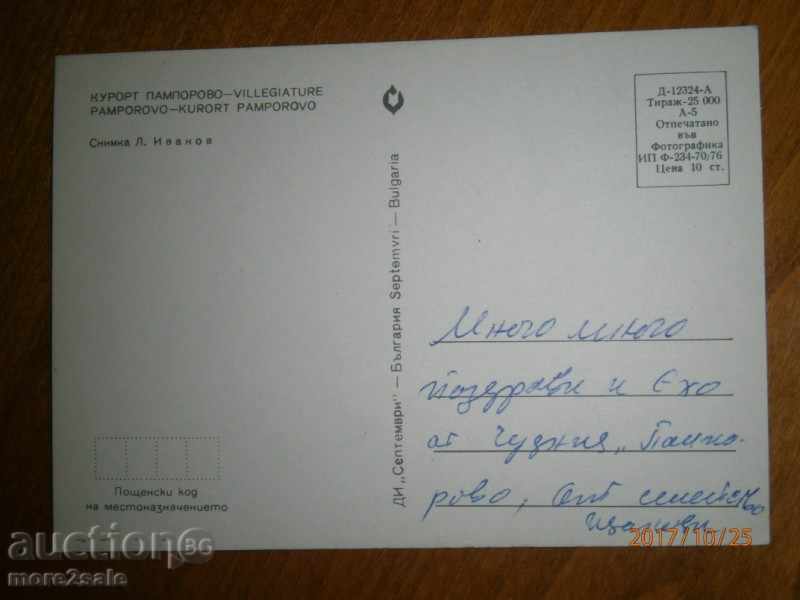 КУРОРТ ПАМПОРОВО—VILLEGIATURE
PAMPOROVO—KURORT PAMPOROVO
Снимка Л. Иванов
Пощенски код
на местоназначението
ДИ „Септември" — България Septemvri — Bulgaria
Д-12324-А
Тираж-25 000
А-5
Отпечатано
във
Фотографика
ИП Ф-234-70;76
Цена 10 ст.
Много много
поздрави и Ехо
от Чудния „Пампо-
рово, От семейство
2017/10/25
auction86
more2sale